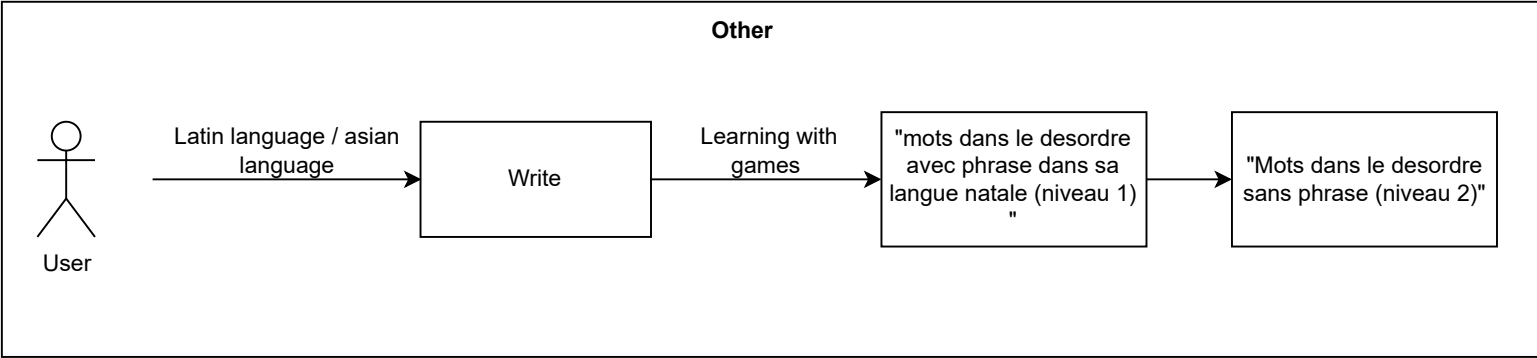 Other
Latin language / asian
language
Write
Learning with
games
"mots dans le desordre
avec phrase dans sa
langue natale (niveau 1)
"
"Mots dans le desordre
sans phrase (niveau 2)"
User